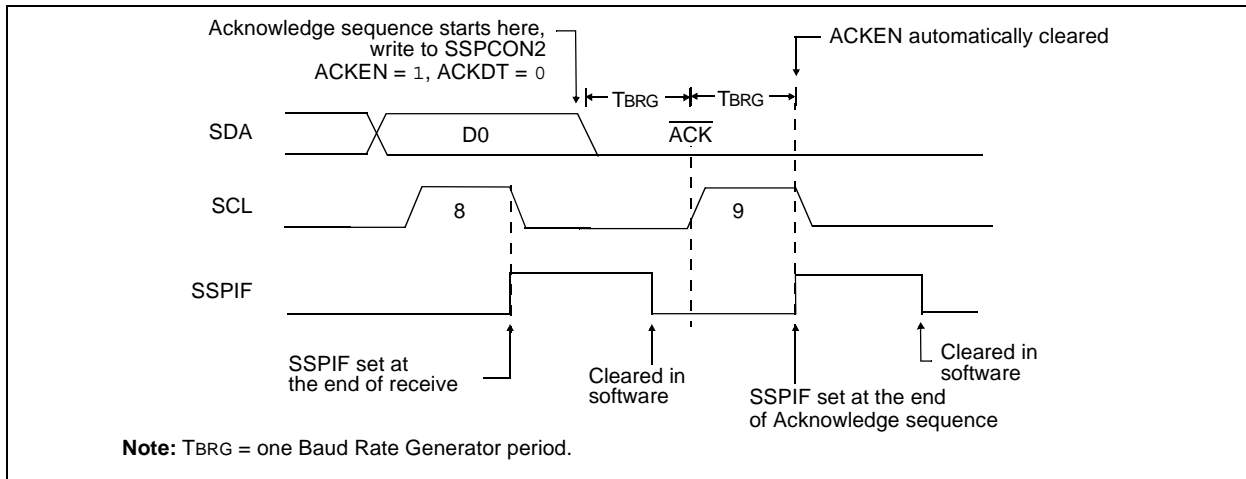 Acknowledge sequence starts here,
write to SSPCON2
ACKEN = 1, ACKDT = 0
ACKEN automatically cleared
TBRG
TBRG
SDA
D0
ACK
SCL
8
9
SSPIF
SSPIF set at
the end of receive
Cleared in
software
SSPIF set at the end
of Acknowledge sequence
Cleared in
software
Note: TBRG = one Baud Rate Generator period.